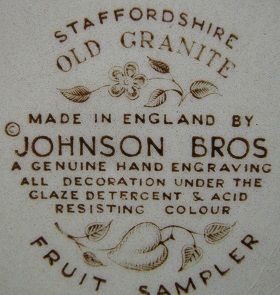 STAFFORDSHIRE
OLD GRANITE
MADE IN ENGLAND BY
©JOHNSON BROS
A GENUINE HAND ENGRAVING
ALL DECORATION UNDER THE
GLAZE DETERGENT & ACID
RESISTING COLOUR
FRUIT SAMPLER